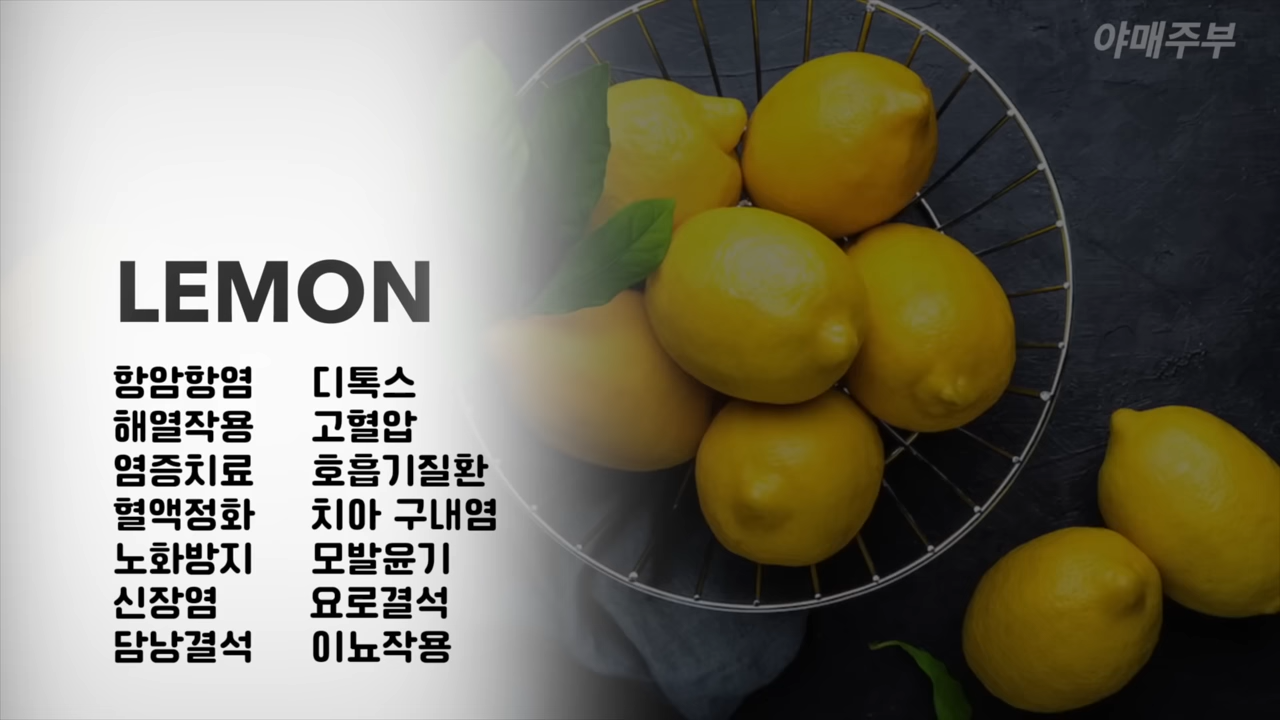 야매주부
LEMON
항암항염 디톡스
해열작용 고혈압
염증치료 호흡기질환
혈액정화 치아 구내염
노화방지 모발윤기
신장염 요로결석
담낭결석 이뇨작용